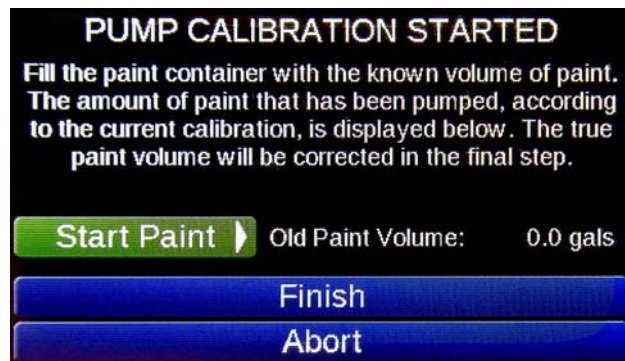 PUMP CALIBRATION STARTED
Fill the paint container with the known volume of paint.
The amount of paint that has been pumped, according
to the current calibration, is displayed below. The true
paint volume will be corrected in the final step.
Start Paint Old Paint Volume: 0.0 gals
Finish
Abort